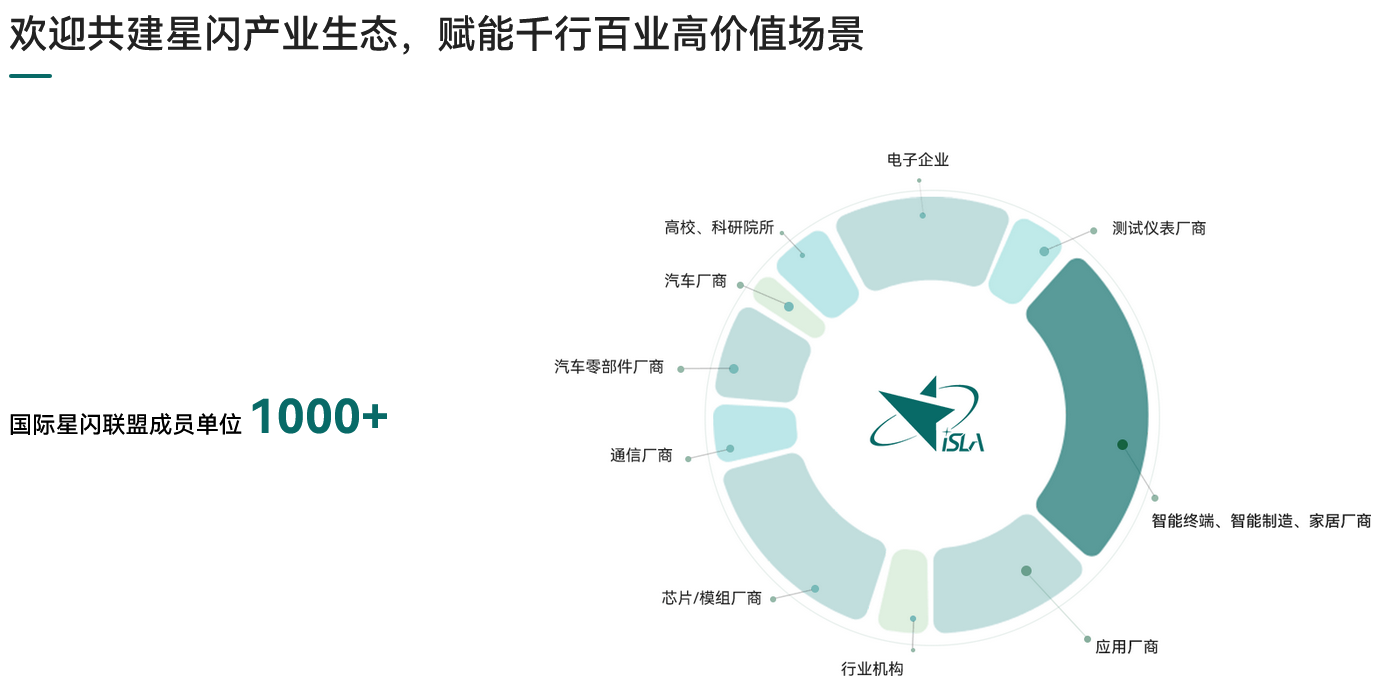 欢迎共建星闪产业生态，赋能千行百业高价值场景
电子企业
高校、科研院所
测试仪表厂商
汽车厂商
汽车零部件厂商
国际星闪联盟成员单位 1000+
iSLA
通信厂商
智能终端、智能制造、家居厂商
芯片/模组厂商
应用厂商
行业机构